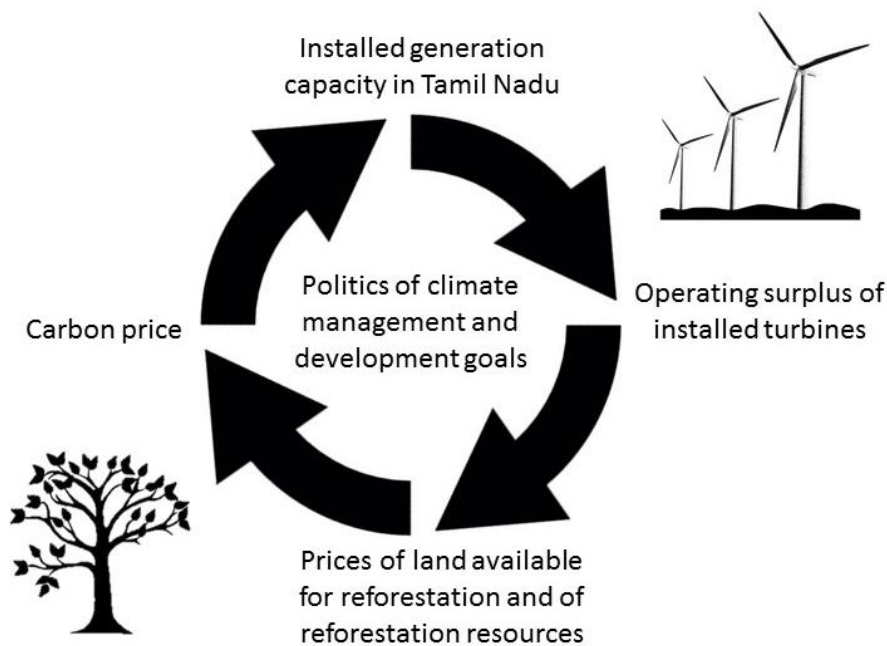 Installed generation
capacity in Tamil Nadu
Politics of climate
management and
development goals
Operating surplus of
installed turbines
Carbon price
Prices of land available
for reforestation and of
reforestation resources